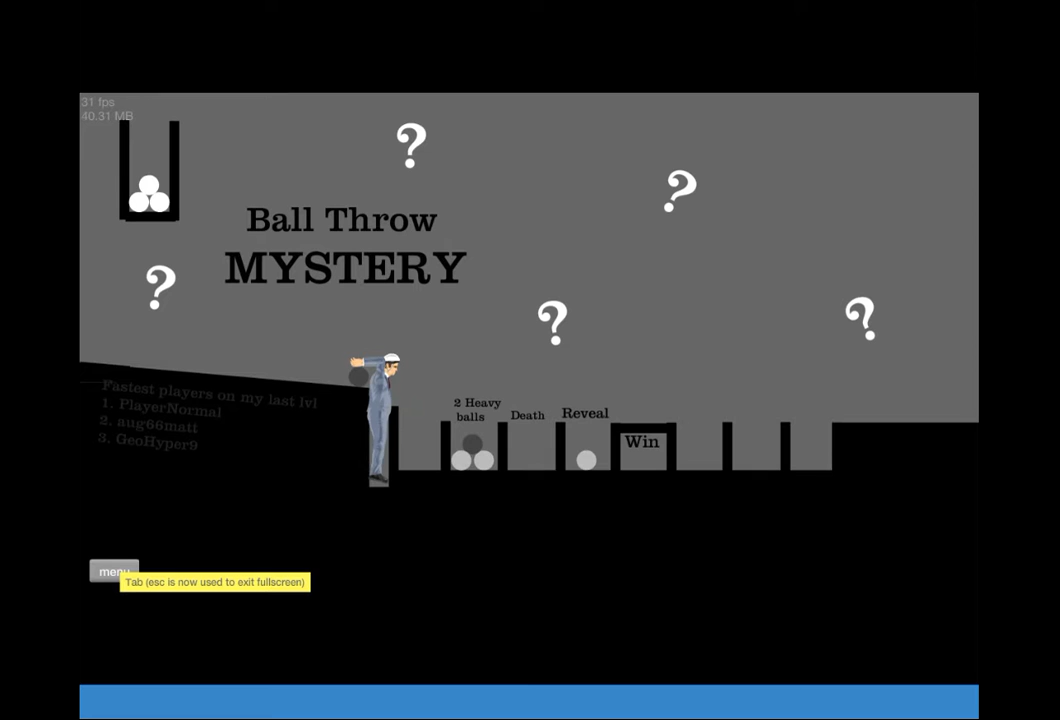 31 fps
40.31 MB
?
?
Ball Throw
MYSTERY
?
?
?
Fastest players on my last lvl
1. PlayerNormal
2. aug66matt
3. GeoHyper9
2 Heavy
balls
Death
Reveal
Win
menu
Tab (esc is now used to exit fullscreen)